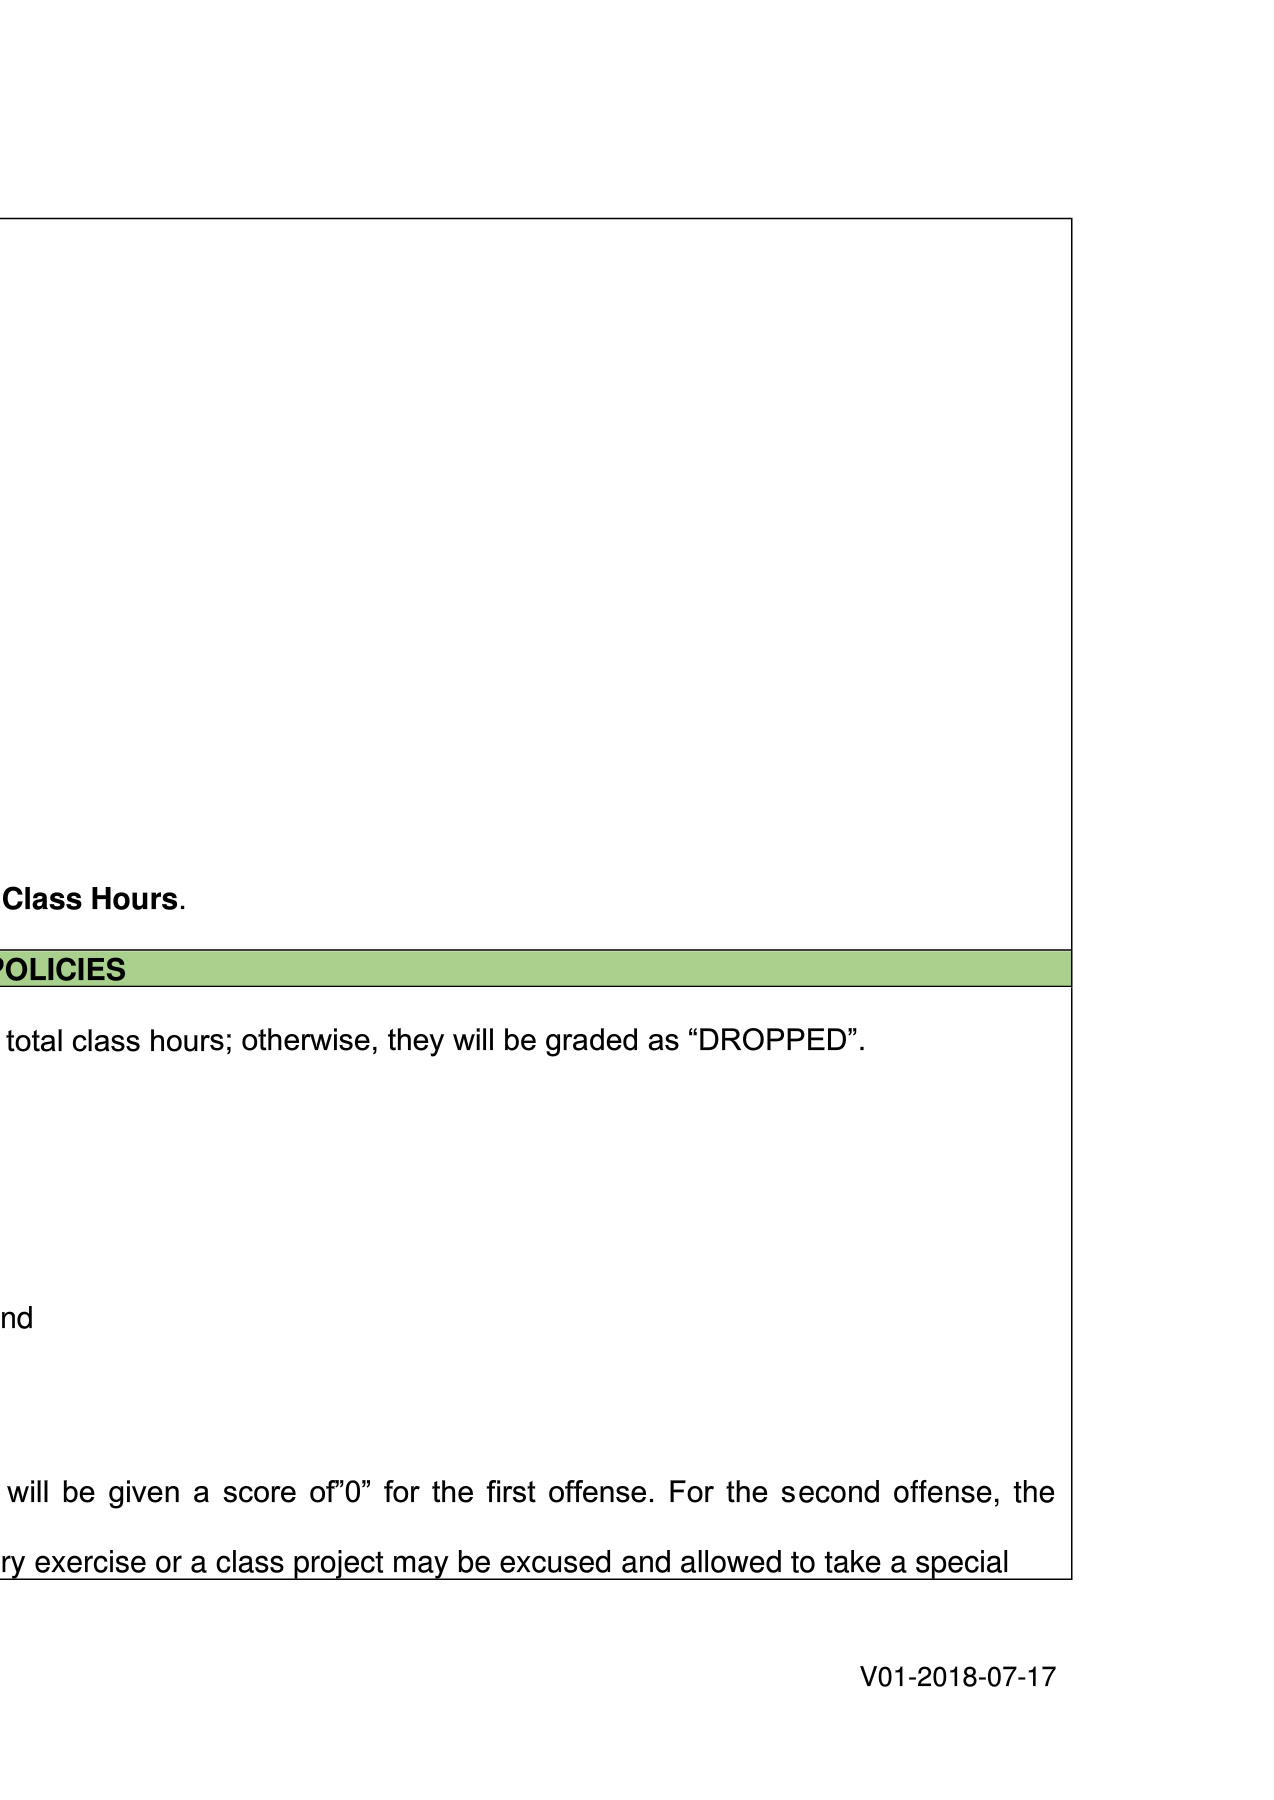 Class Hours.
POLICIES
total class hours; otherwise, they will be graded as “DROPPED”.
nd
will be given a score of”0” for the first offense. For the second offense, the
ry exercise or a class project may be excused and allowed to take a special
V01-2018-07-17